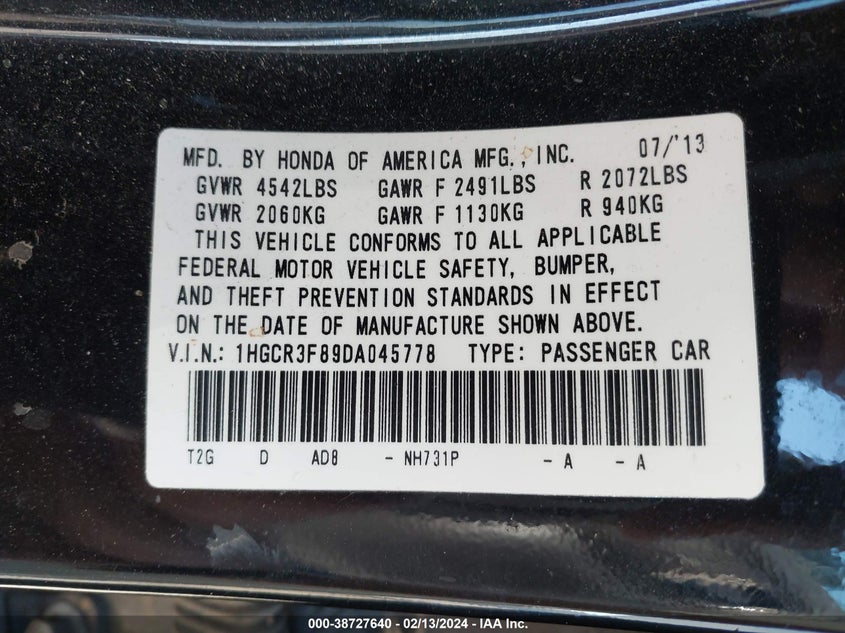 MFD. BY HONDA OF AMERICA MFG., INC. 07/'13
GVWR 4542LBS GAWR F 2491LBS R 2072LBS
GVWR 2060KG GAWR F 1130KG R 940KG
THIS VEHICLE CONFORMS TO ALL APPLICABLE
FEDERAL MOTOR VEHICLE SAFETY, BUMPER,
AND THEFT PREVENTION STANDARDS IN EFFECT
ON THE DATE OF MANUFACTURE SHOWN ABOVE.
V.I.N.: 1HGCR3F89DA045778 TYPE: PASSENGER CAR
T2G D AD8 - NH731P - A - A
000-38727640 - 02/13/2024 - IAA Inc.